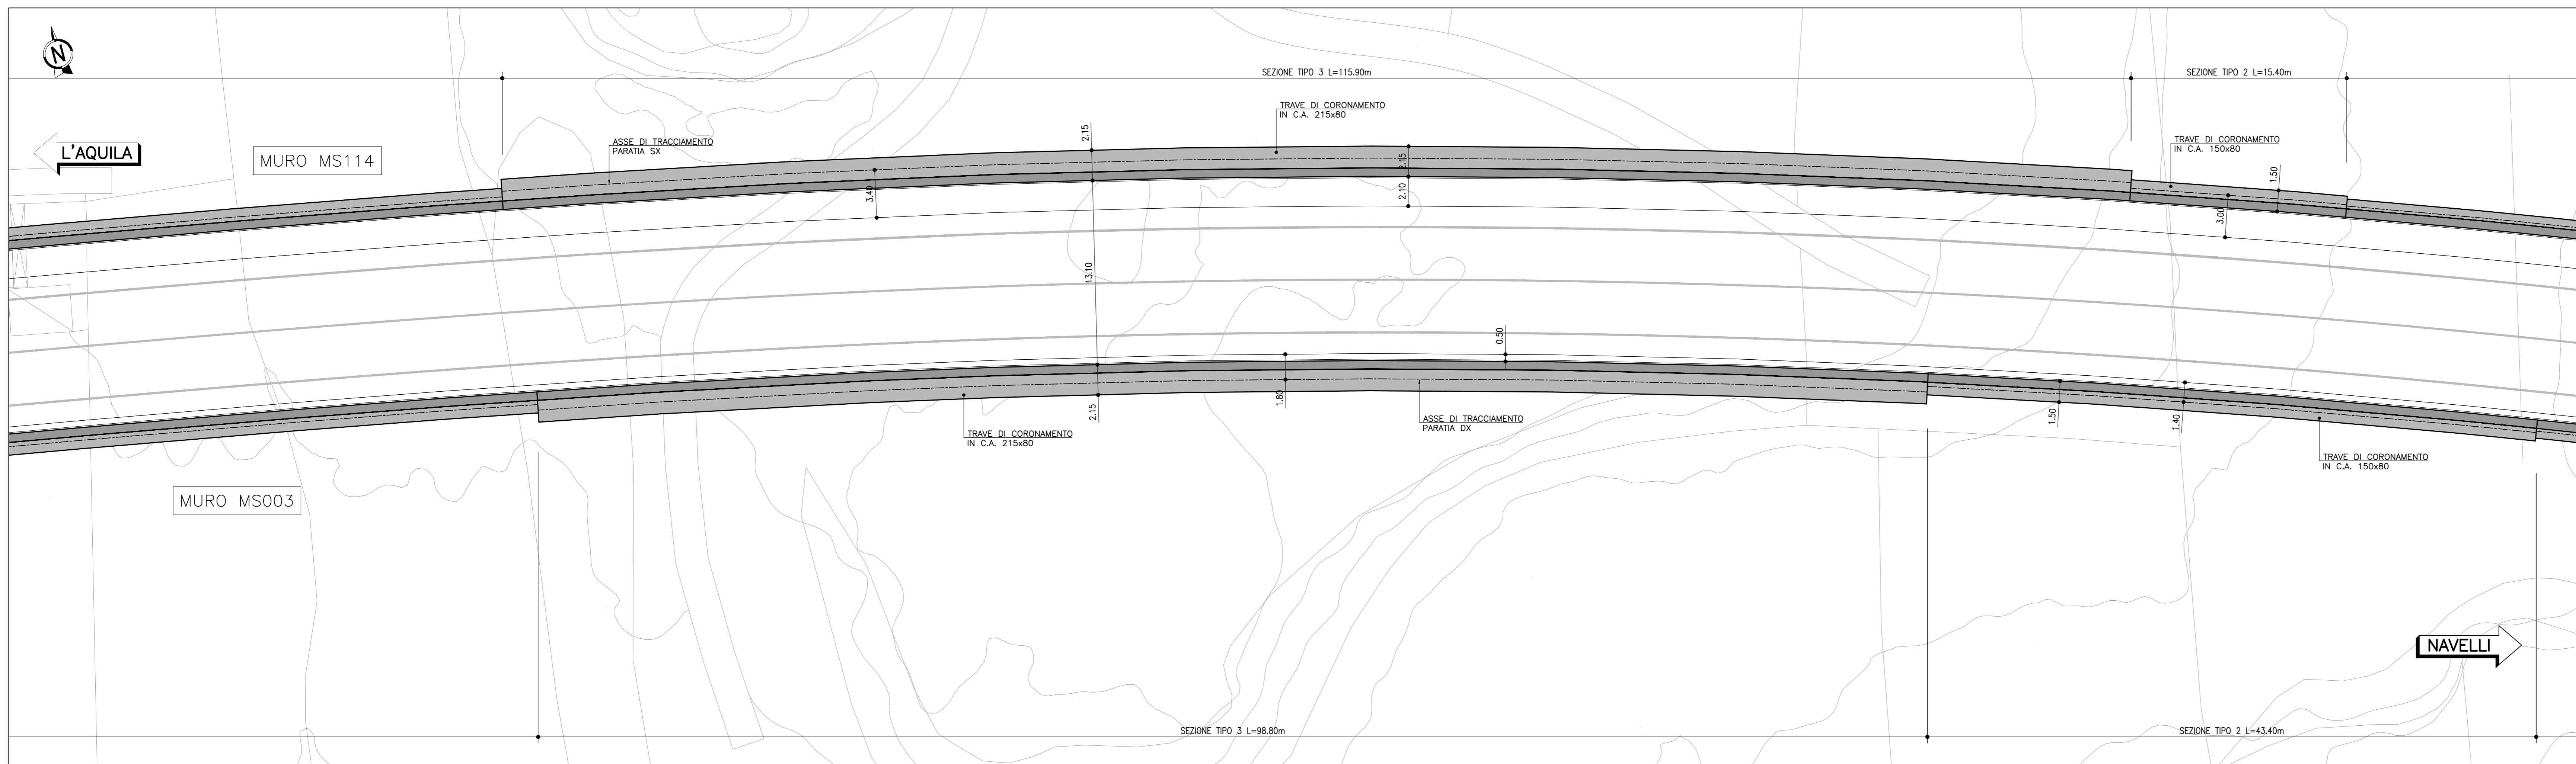 N
SEZIONE TIPO 3 L=115.90m
SEZIONE TIPO 2 L=15.40m
L'AQUILA
MURO MS114
ASSE DI TRACCIAMENTO
PARATIA SX
2.15
TRAVE DI CORONAMENTO
IN C.A. 215x80
TRAVE DI CORONAMENTO
IN C.A. 150x80
1.50
3.40
2.15
2.10
3.00
13.10
0.50
1.80
2.15
1.50
1.40
TRAVE DI CORONAMENTO
IN C.A. 215x80
ASSE DI TRACCIAMENTO
PARATIA DX
TRAVE DI CORONAMENTO
IN C.A. 150x80
MURO MS003
NAVELLI
SEZIONE TIPO 3 L=98.80m
SEZIONE TIPO 2 L=43.40m